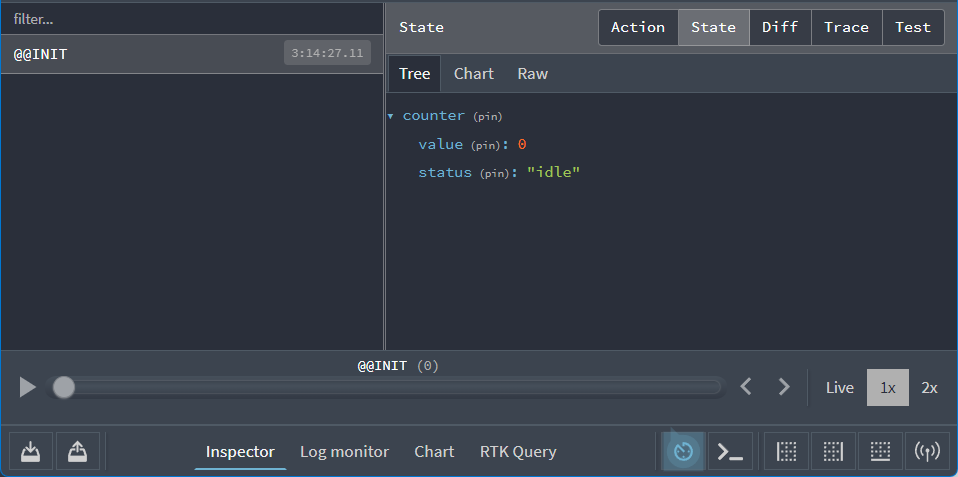 filter...
State
Action
State
Diff
Trace
Test
@@INIT
3:14:27.11
Tree
Chart
Raw
counter (pin)
value (pin): 0
status (pin): "idle"
@@INIT (0)
Live
1x
2x
Inspector
Log monitor
Chart
RTK Query